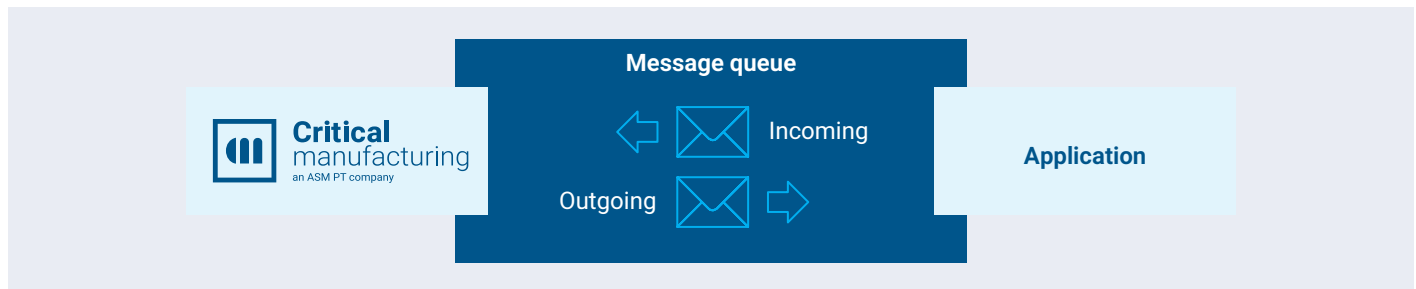 Message queue
Critical
manufacturing
an ASM PT company
Incoming
Outgoing
Application